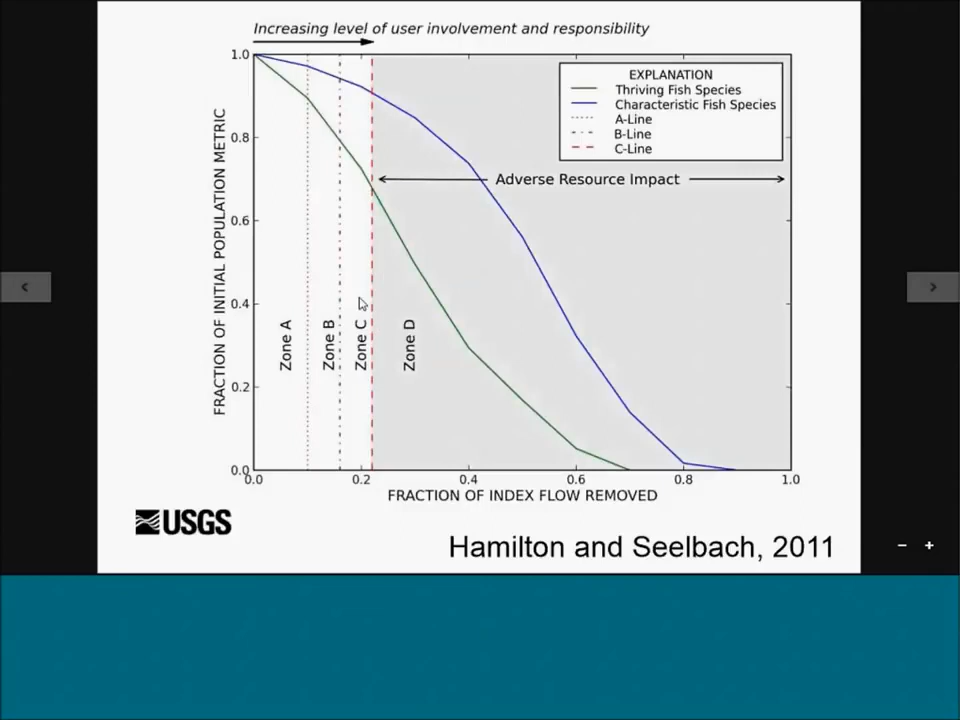 Increasing level of user involvement and responsibility
FRACTION OF INITIAL POPULATION METRIC
1.0
0.8
0.6
0.4
0.2
0.0
EXPLANATION
Thriving Fish Species
Characteristic Fish Species
A-Line
B-Line
C-Line
Adverse Resource Impact
Zone A
Zone B
Zone C
Zone D
0.0 0.2 0.4 0.6 0.8 1.0
FRACTION OF INDEX FLOW REMOVED
USGS
Hamilton and Seelbach, 2011